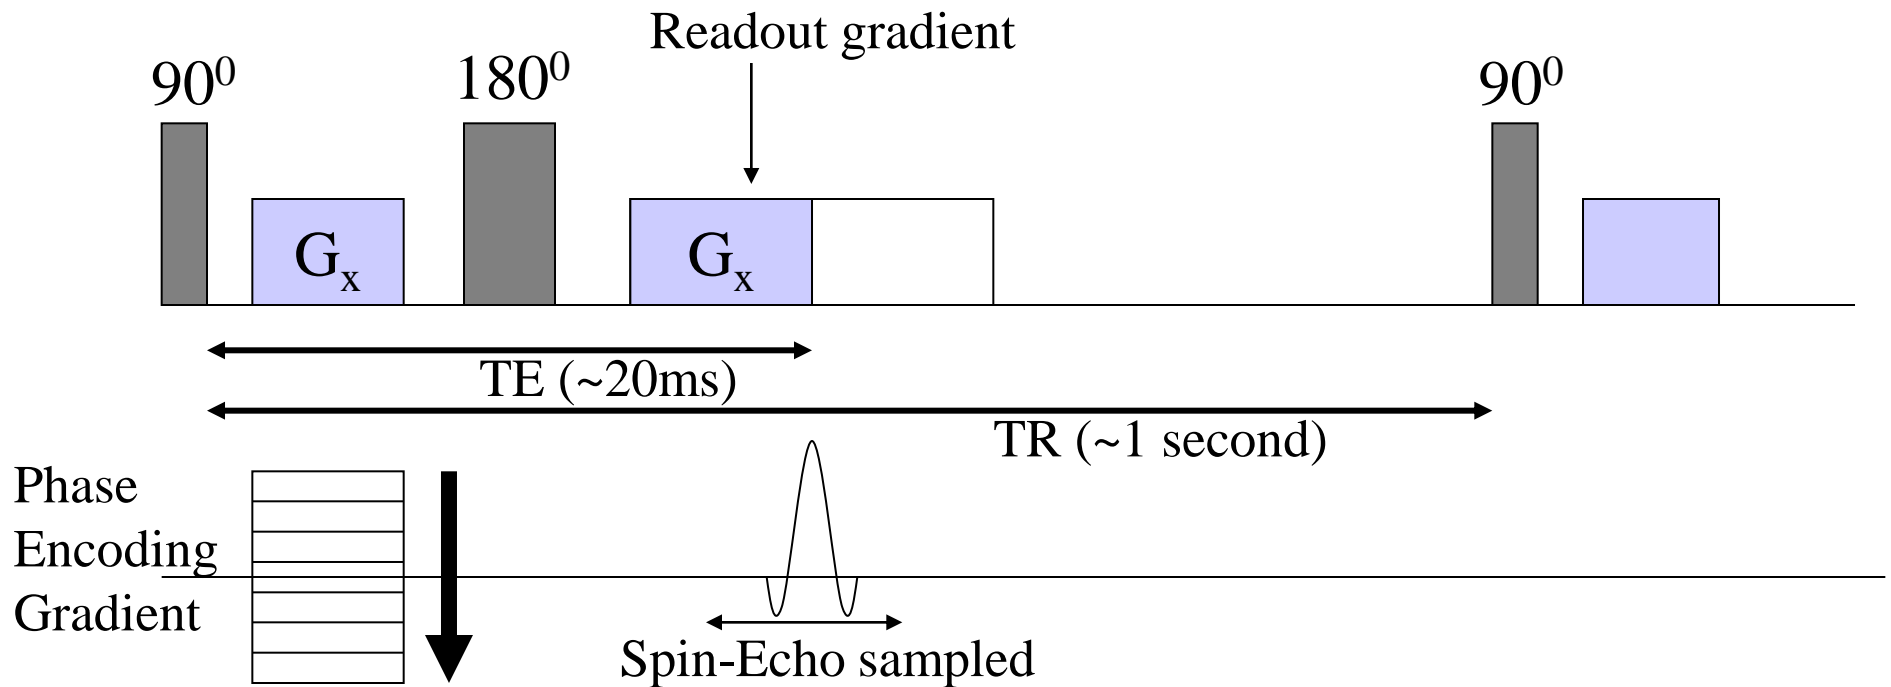 Readout gradient
90⁰ 180⁰ 90⁰
Gₓ Gₓ
TE (~20ms)
TR (~1 second)
Phase
Encoding
Gradient
Spin-Echo sampled